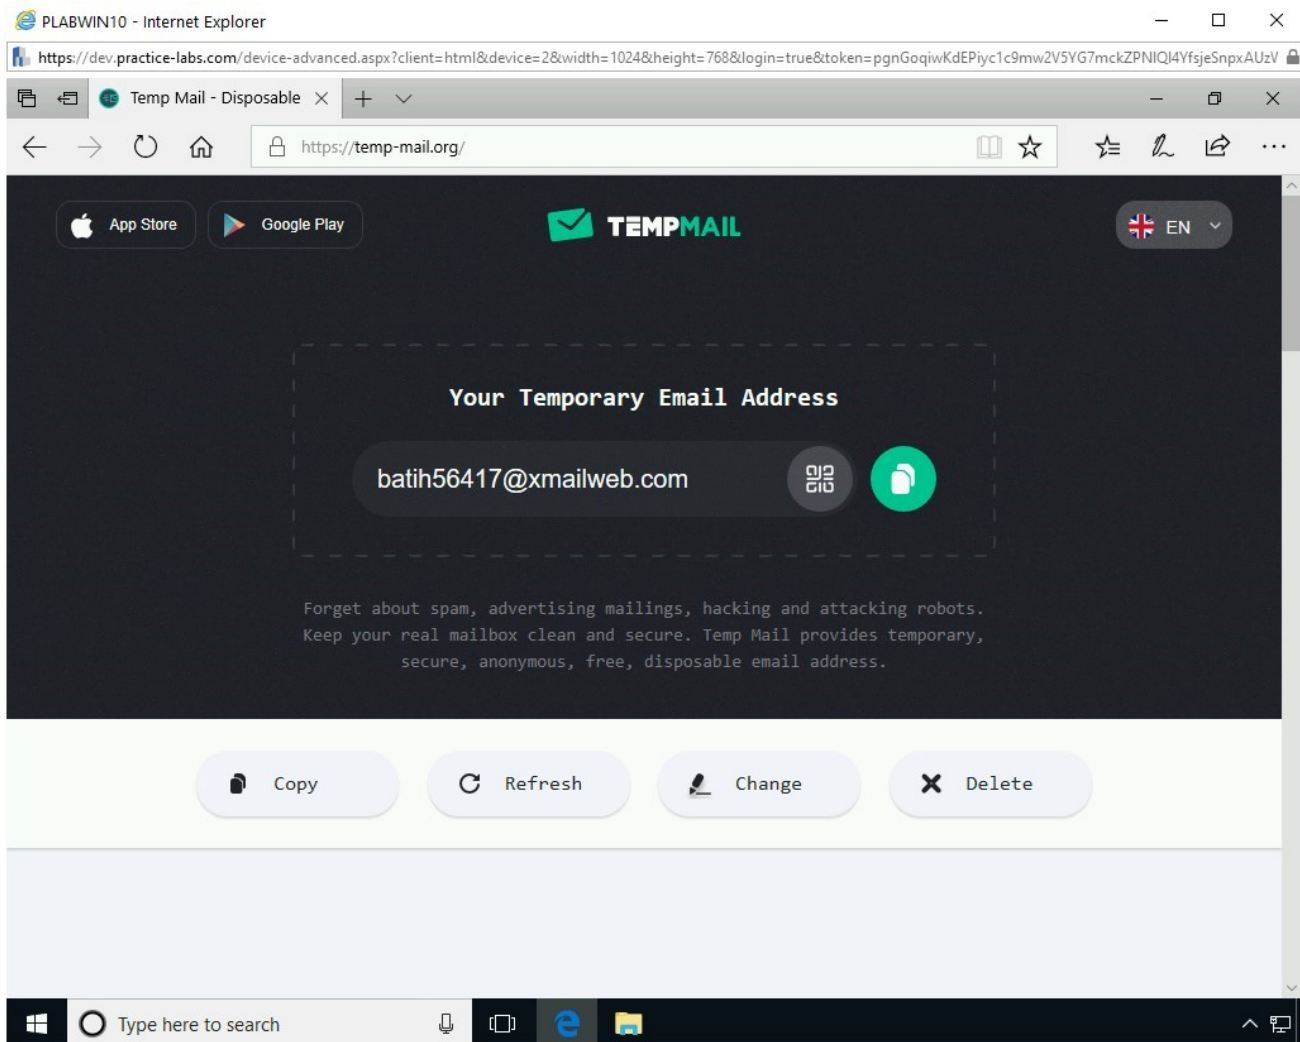 PLABWIN10 - Internet Explorer
https://dev.practice-labs.com/device-advanced.aspx?client=html&device=2&width=1024&height=768&login=true&token=pgnGoqiwKdEPiyc1c9mw2V5YG7mckZPNIQI4YfsjeSnpxAUzV
Temp Mail - Disposable
https://temp-mail.org/
App Store
Google Play
TEMPMAIL
EN
Your Temporary Email Address
batih56417@xmailweb.com
Forget about spam, advertising mailings, hacking and attacking robots.
Keep your real mailbox clean and secure. Temp Mail provides temporary,
secure, anonymous, free, disposable email address.
Copy
Refresh
Change
Delete
Type here to search